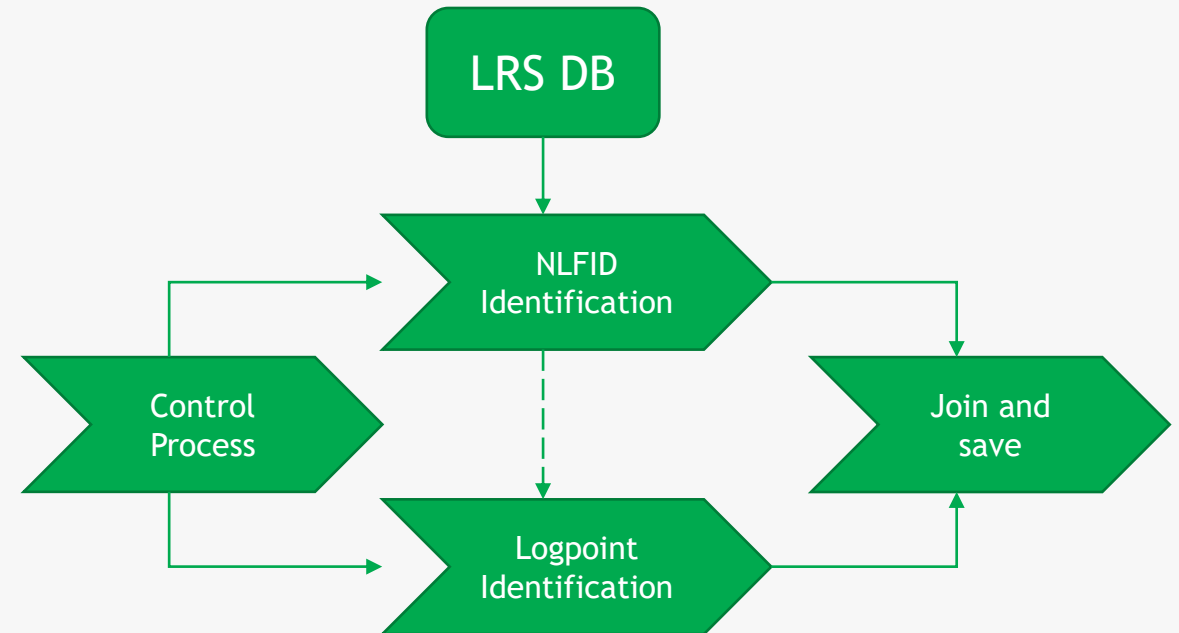 LRS DB
NLFID
Identification
Control
Process
Join and
save
Logpoint
Identification